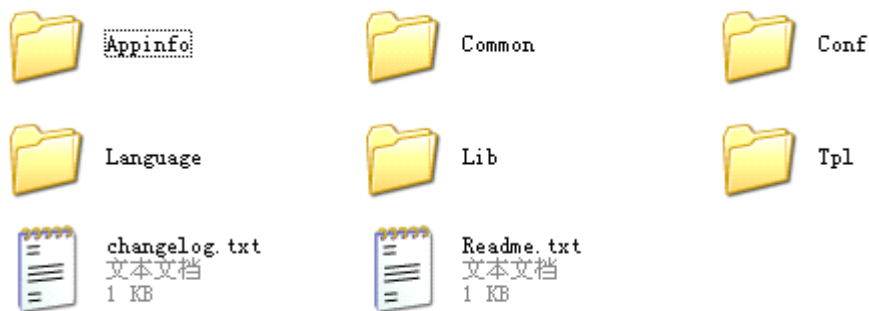 Appinfo
Common
Conf
Language
Lib
Tpl
changelog.txt
文本文档
1 KB
Readme.txt
文本文档
1 KB